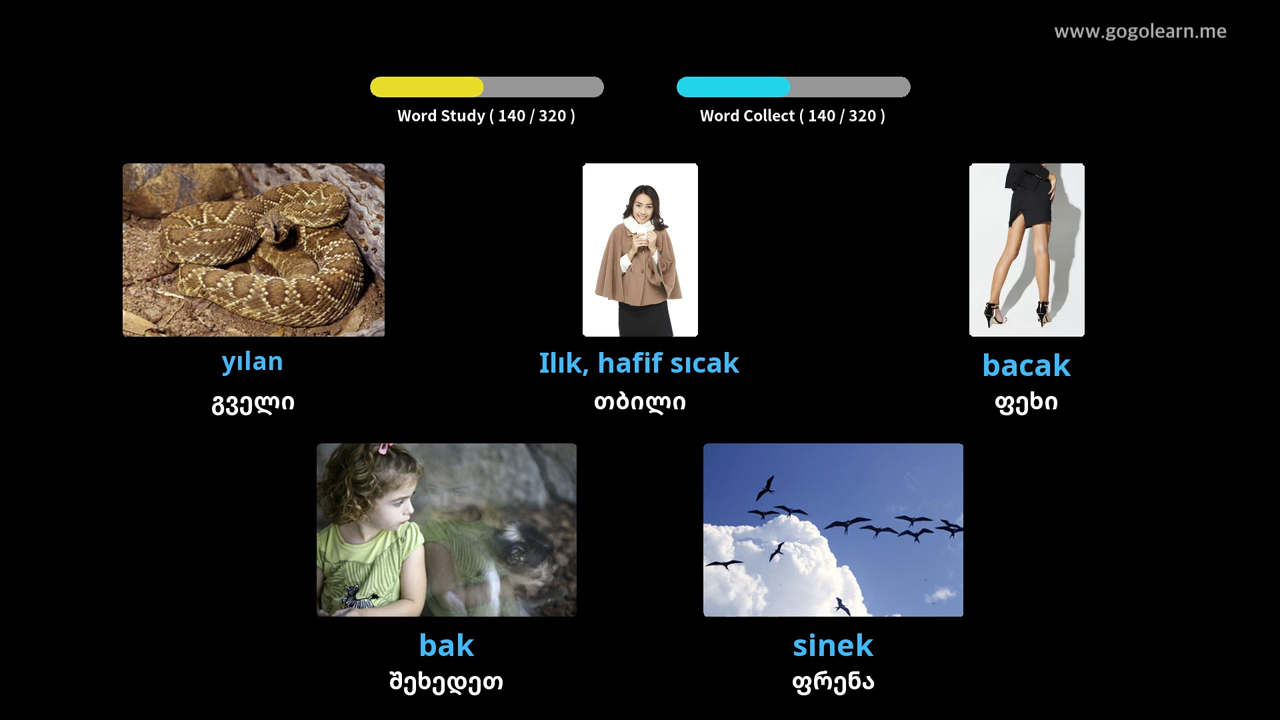 www.gogolearn.me
Word Study ( 140 / 320 )
Word Collect ( 140 / 320 )
yılan
გველი
Ilık, hafif sıcak
თბილი
bacak
ფეხი
bak
შეხედეთ
sinek
ფრენა